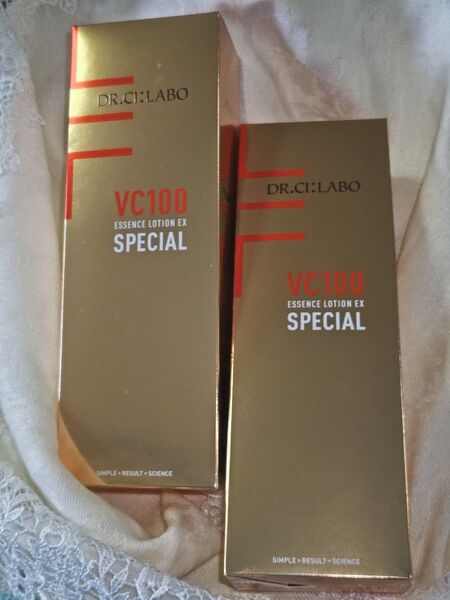 DR.CI:LABO
VC100
ESSENCE LOTION EX
SPECIAL
SIMPLE + RESULT + SCIENCE
DR.CI:LABO
VC100
ESSENCE LOTION EX
SPECIAL
SIMPLE + RESULT + SCIENCE